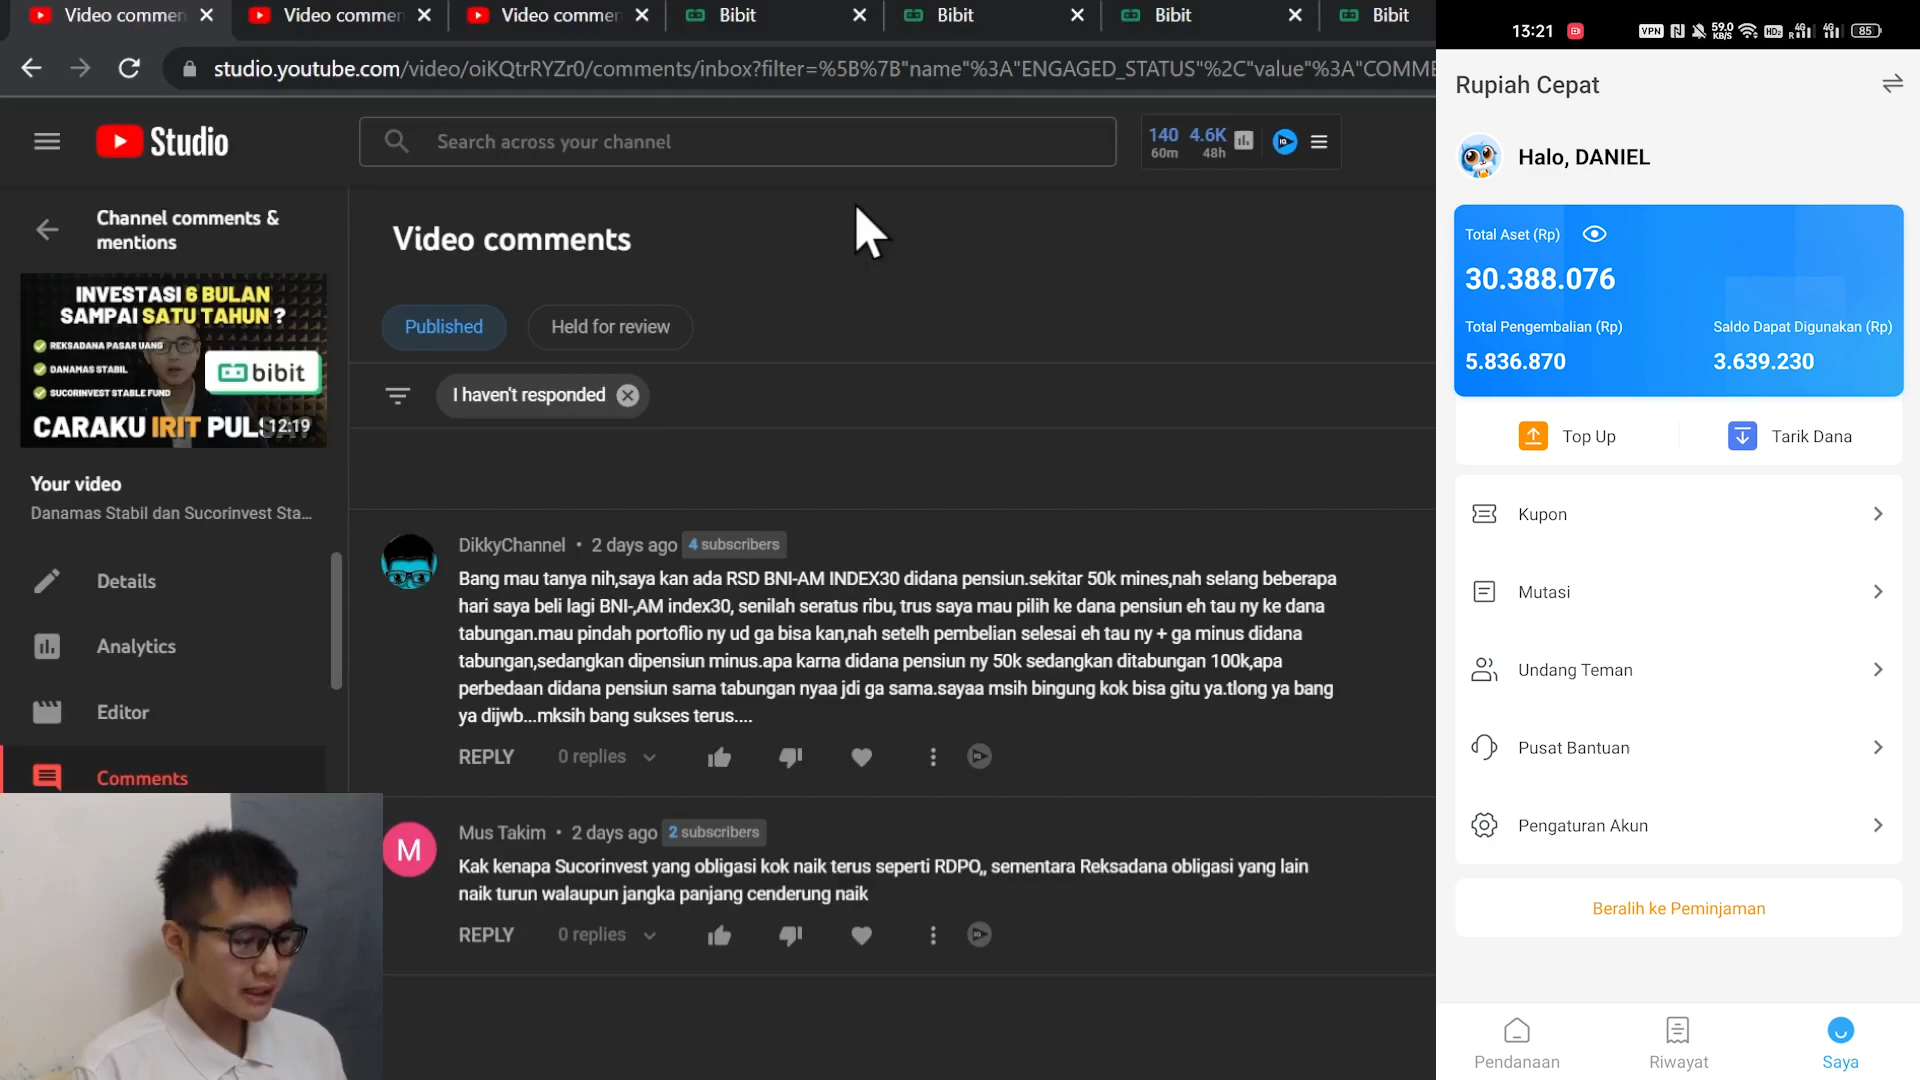 Video commen
Video commen
Video commen
Bibit
Bibit
Bibit
Bibit
studio.youtube.com/video/oiKQtrRYZr0/comments/inbox?filter=%5B%7B"name"%3A"ENGAGED_STATUS"%2C"value"%3A"COMME
Studio
Search across your channel
140 4.6K
60m 48h
Channel comments &
mentions
INVESTASI 6 BULAN
SAMPAI SATU TAHUN ?
REKSADANA PASAR UANG
DANAMAS STABIL
SUCORINVEST STABLE FUND
bibit
CARAKU IRIT
12:19
Your video
Danamas Stabil dan Sucorinvest Sta...
Details
Analytics
Editor
Comments
Video comments
Published
Held for review
I haven't responded
DikkyChannel • 2 days ago 4 subscribers
Bang mau tanya nih,saya kan ada RSD BNI-AM INDEX30 didana pensiun.sekitar 50k mines,nah selang beberapa
hari saya beli lagi BNI-,AM index30, senilah seratus ribu, trus saya mau pilih ke dana pensiun eh tau ny ke dana
tabungan.mau pindah portoflio ny ud ga bisa kan,nah setelh pembelian selesai eh tau ny + ga minus didana
tabungan,sedangkan dipensiun minus.apa karna didana pensiun ny 50k sedangkan ditabungan 100k,apa
perbedaan didana pensiun sama tabungan nyaa jdi ga sama.sayaa msih bingung kok bisa gitu ya.tlong ya bang
ya dijwb...mksih bang sukses terus....
REPLY 0 replies
M
Mus Takim • 2 days ago 2 subscribers
Kak kenapa Sucorinvest yang obligasi kok naik terus seperti RDPO,, sementara Reksadana obligasi yang lain
naik turun walaupun jangka panjang cenderung naik
REPLY 0 replies
13:21
VPN 59.0 KB/S HD2 4G 4G 85
Rupiah Cepat
Halo, DANIEL
Total Aset (Rp)
30.388.076
Total Pengembalian (Rp)
Saldo Dapat Digunakan (Rp)
5.836.870
3.639.230
Top Up
Tarik Dana
Kupon
Mutasi
Undang Teman
Pusat Bantuan
Pengaturan Akun
Beralih ke Peminjaman
Pendanaan
Riwayat
Saya